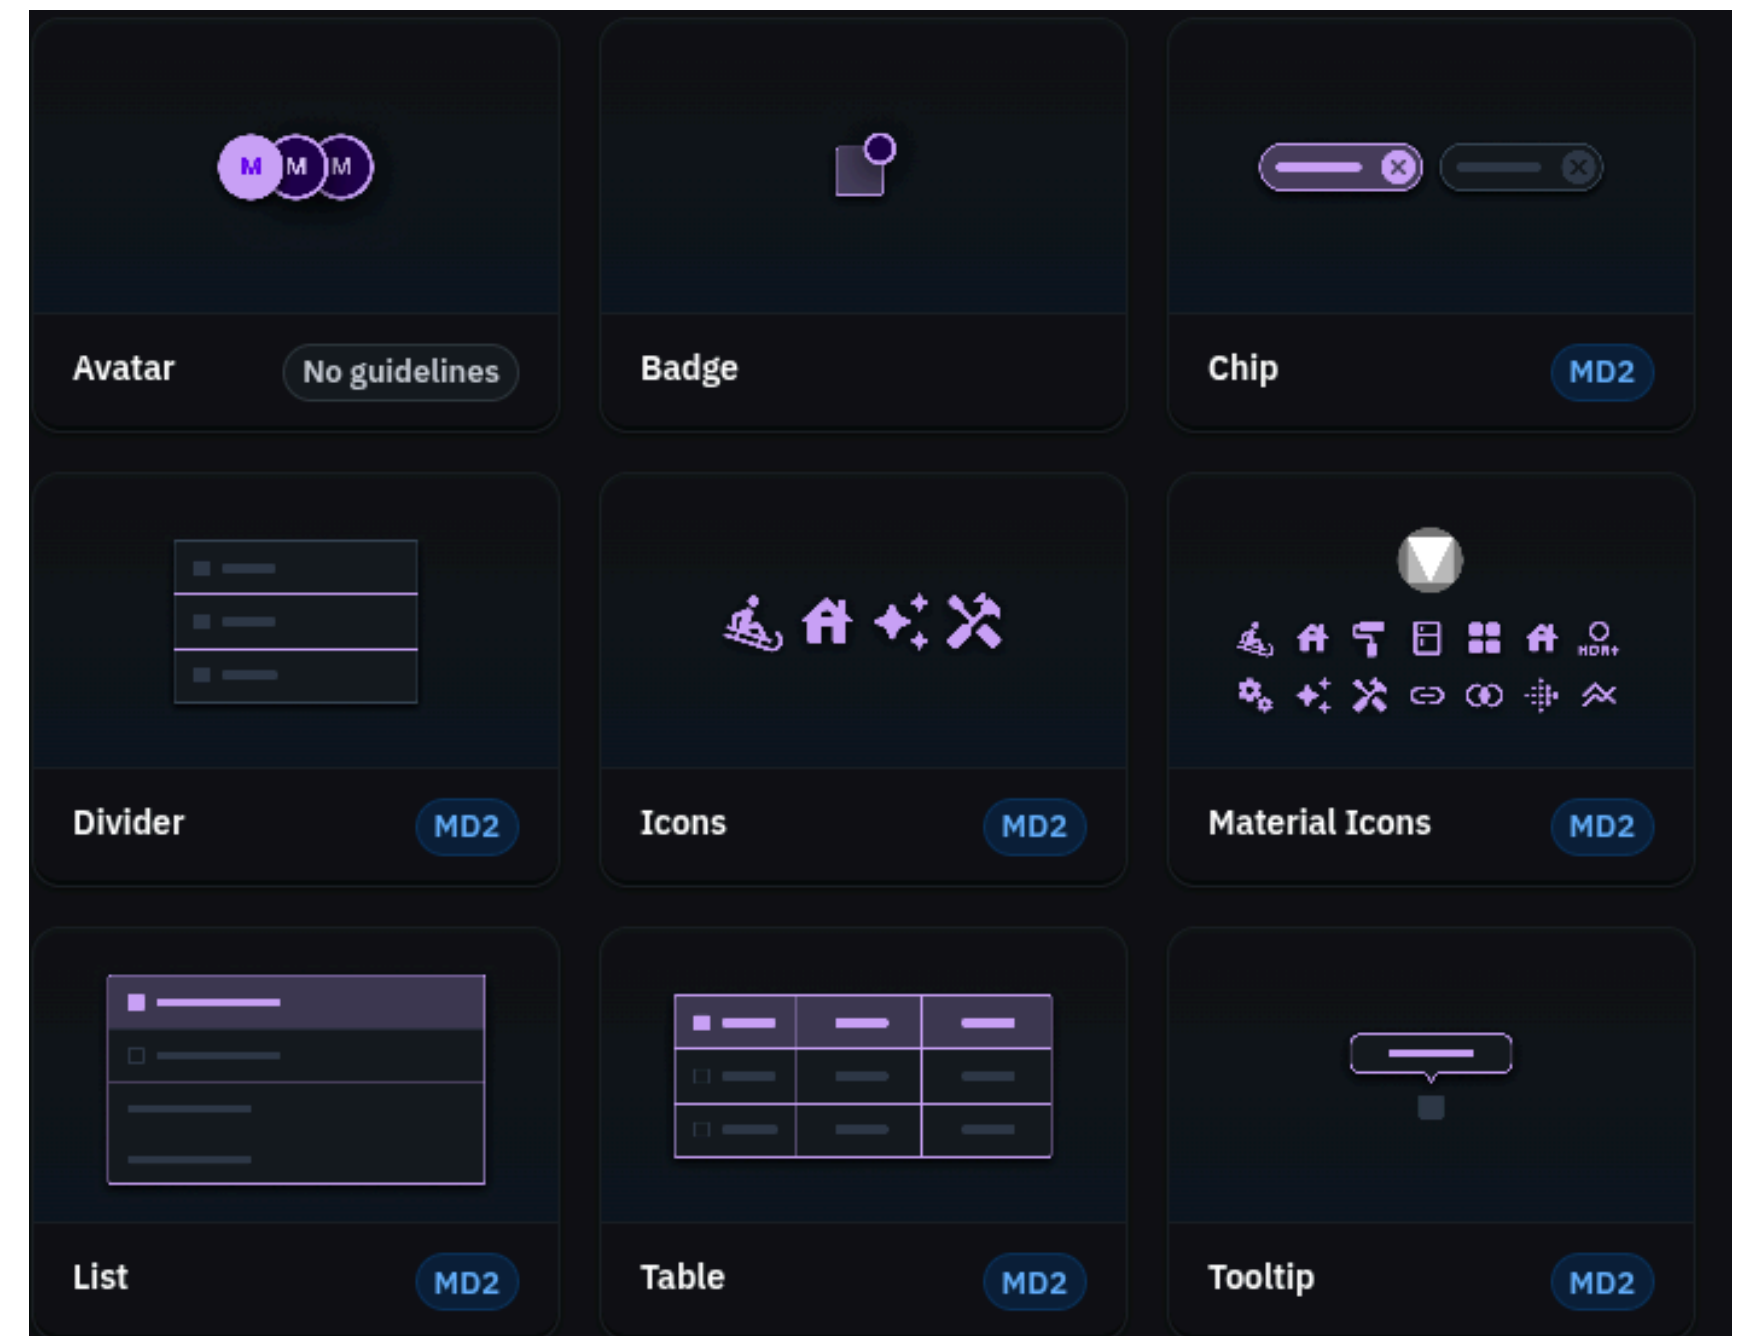 M M M
Avatar No guidelines
Badge
Chip MD2
Divider MD2
Icons MD2
HDR+
Material Icons MD2
List MD2
Table MD2
Tooltip MD2